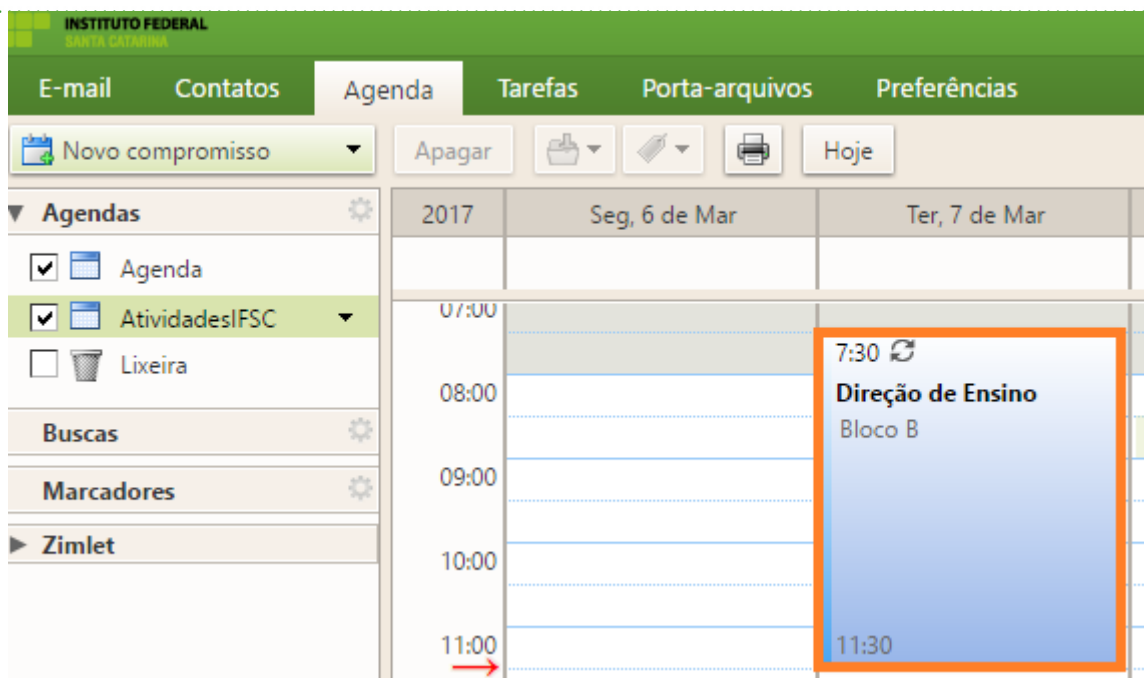 INSTITUTO FEDERAL
SANTA CATARINA
E-mail Contatos Agenda Tarefas Porta-arquivos Preferências
Novo compromisso Apagar Hoje
Agendas
Agenda
AtividadesIFSC
Lixeira
Buscas
Marcadores
Zimlet
2017 Seg, 6 de Mar Ter, 7 de Mar
07:00
08:00
09:00
10:00
11:00
7:30
Direção de Ensino
Bloco B
11:30